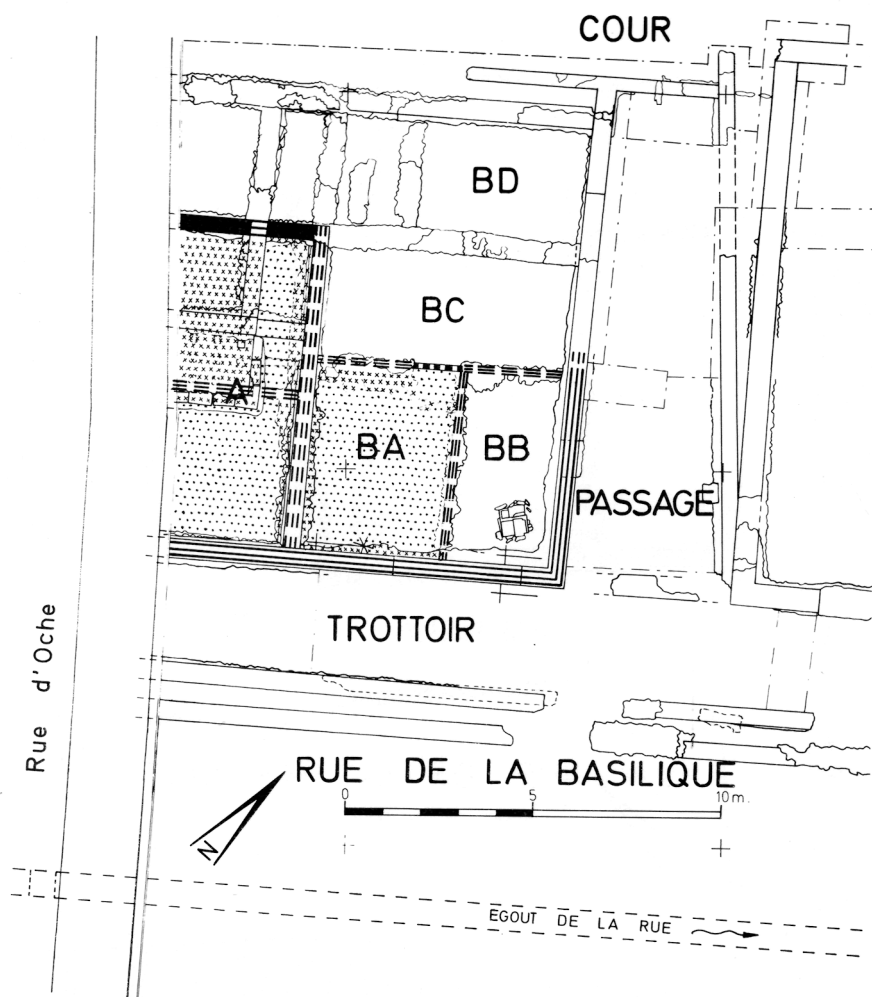 COUR
BD
BC
A
BA
BB
PASSAGE
TROTTOIR
Rue d'Oche
RUE DE LA BASILIQUE
0 5 10 m.
N
EGOUT DE LA RUE